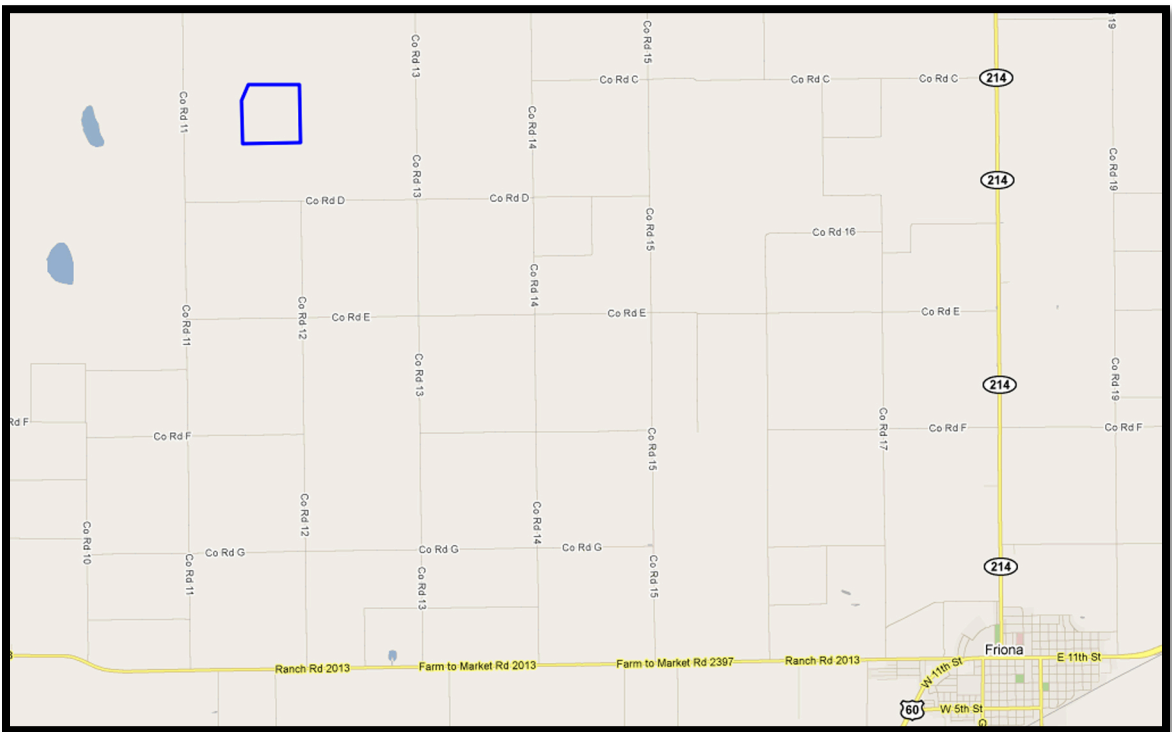 Co Rd 13
Co Rd 15
19
Co Rd C
Co Rd C
Co Rd C
214
Co Rd 11
Co Rd 14
Co Rd 13
Co Rd 19
214
Co Rd D
Co Rd D
Co Rd 15
Co Rd 16
Co Rd 14
Co Rd 11
Co Rd 12
Co Rd E
Co Rd E
Co Rd E
Co Rd 13
214
Co Rd 19
Rd F
Co Rd F
Co Rd 17
Co Rd F
Co Rd F
Co Rd 15
Co Rd 12
Co Rd 14
Co Rd 10
Co Rd G
Co Rd G
Co Rd G
Co Rd 11
Co Rd 13
Co Rd 15
214
Friona
3
Ranch Rd 2013
Farm to Market Rd 2013
Farm to Market Rd 2397
Ranch Rd 2013
E 11th St
W 11th St
60
W 5th St